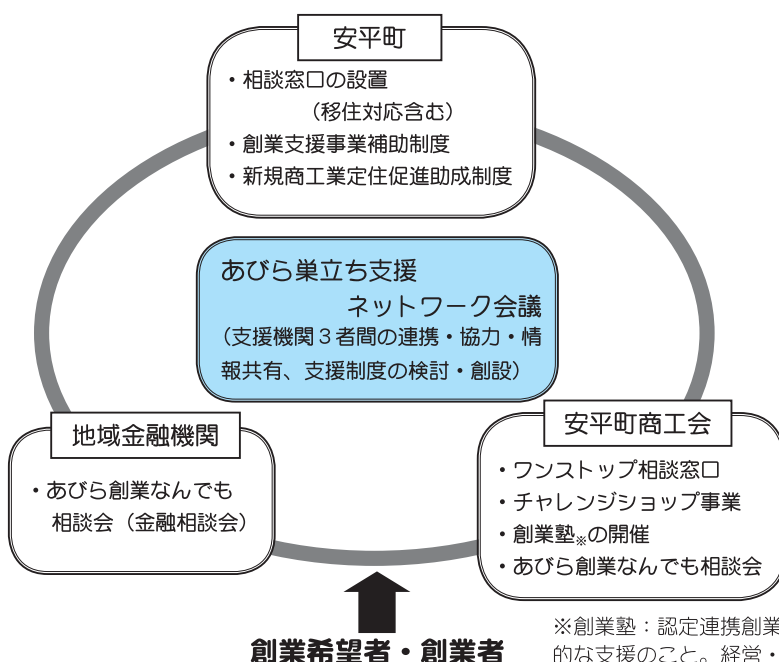 安平町
・相談窓口の設置
（移住対応含む）
・創業支援事業補助制度
・新規商工業定住促進助成制度
あびら巣立ち支援
ネットワーク会議
（支援機関３者間の連携・協力・情
報共有、支援制度の検討・創設）
地域金融機関
・あびら創業なんでも
相談会（金融相談会）
安平町商工会
・ワンストップ相談窓口
・チャレンジショップ事業
・創業塾※の開催
・あびら創業なんでも相談会
創業希望者・創業者
※創業塾：認定連携創業
的な支援のこと。経営・